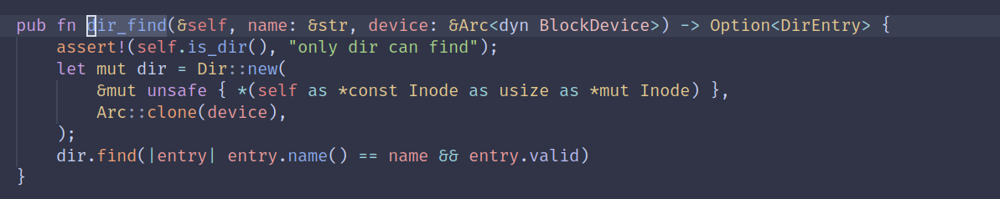 pub fn dir_find(&self, name: &str, device: &Arc<dyn BlockDevice>) -> Option<DirEntry> {
    assert!(self.is_dir(), "only dir can find");
    let mut dir = Dir::new(
        &mut unsafe { *(self as *const Inode as usize as *mut Inode) },
        Arc::clone(device),
    );
    dir.find(|entry| entry.name() == name && entry.valid)
}